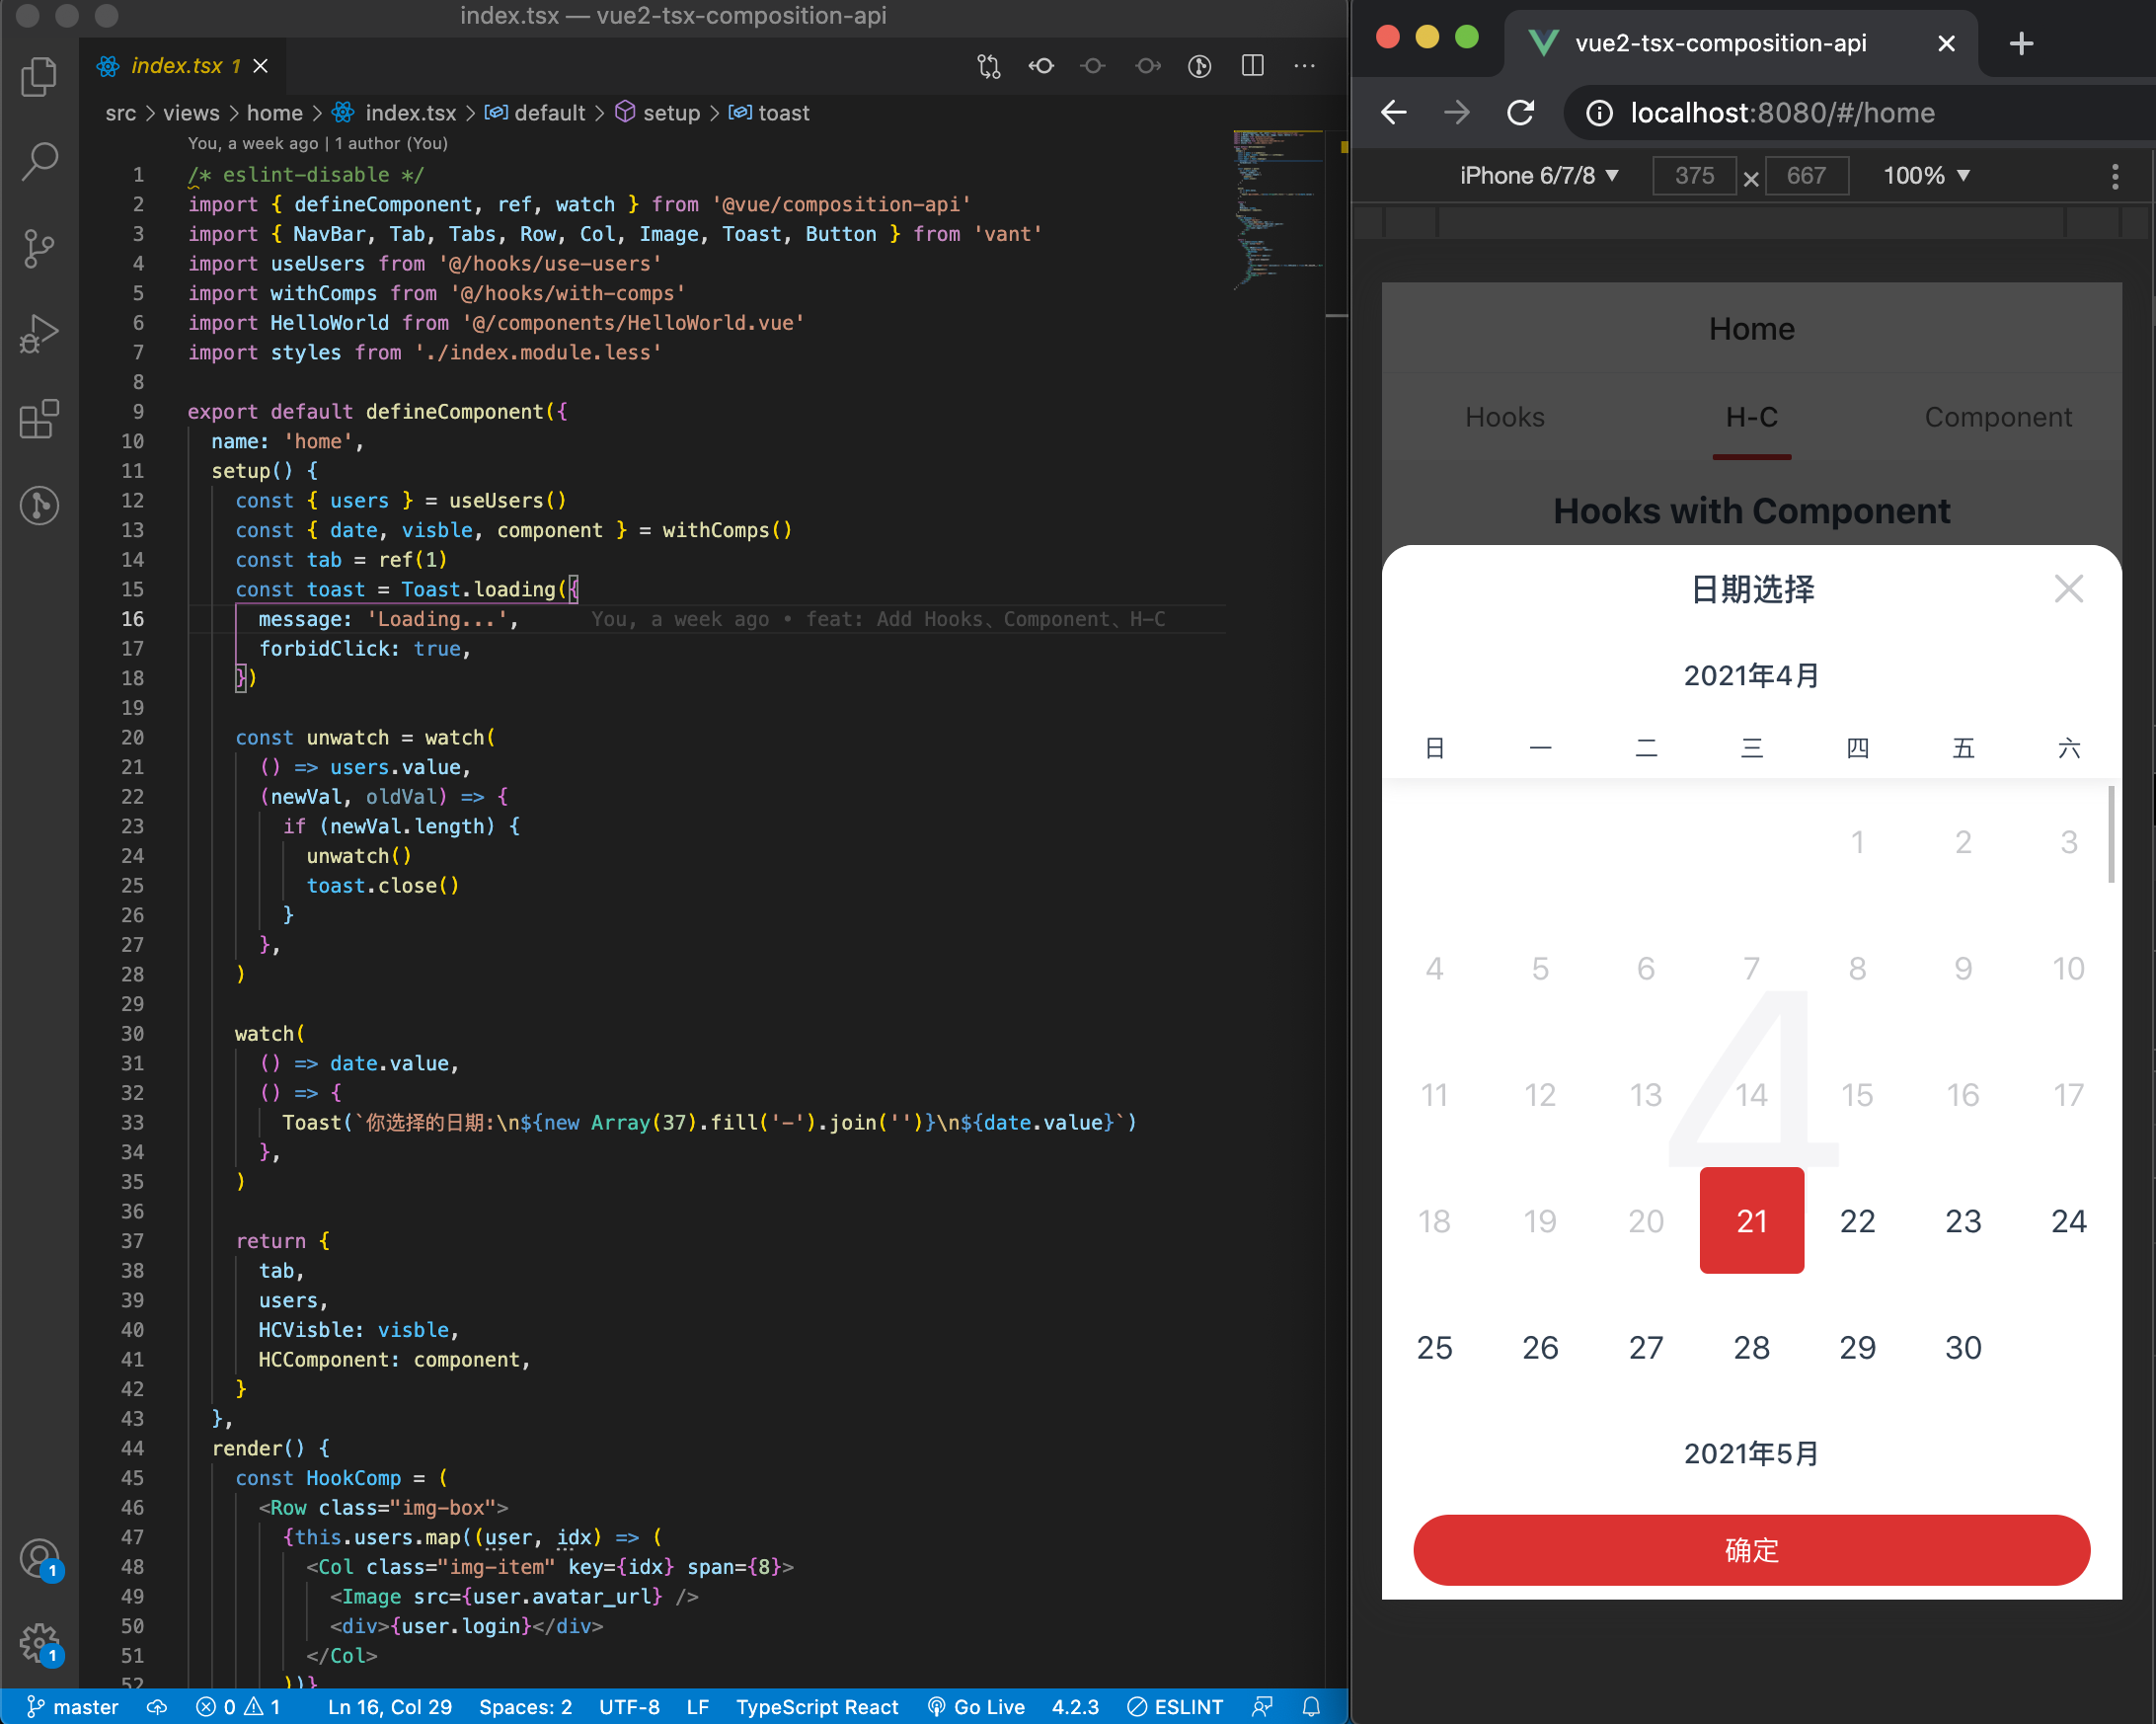 index.tsx — vue2-tsx-composition-api
index.tsx 1
src > views > home > index.tsx > default > setup > toast
You, a week ago | 1 author (You)
1 /* eslint-disable */
2 import { defineComponent, ref, watch } from '@vue/composition-api'
3 import { NavBar, Tab, Tabs, Row, Col, Image, Toast, Button } from 'vant'
4 import useUsers from '@/hooks/use-users'
5 import withComps from '@/hooks/with-comps'
6 import HelloWorld from '@/components/HelloWorld.vue'
7 import styles from './index.module.less'
8
9 export default defineComponent({
10 name: 'home',
11 setup() {
12 const { users } = useUsers()
13 const { date, visble, component } = withComps()
14 const tab = ref(1)
15 const toast = Toast.loading({
16 message: 'Loading...', You, a week ago • feat: Add Hooks、Component、H-C
17 forbidClick: true,
18 })
19
20 const unwatch = watch(
21 () => users.value,
22 (newVal, oldVal) => {
23 if (newVal.length) {
24 unwatch()
25 toast.close()
26 }
27 },
28 )
29
30 watch(
31 () => date.value,
32 () => {
33 Toast(`你选择的日期:\n${new Array(37).fill('-').join('')}\n${date.value}`)
34 },
35 )
36
37 return {
38 tab,
39 users,
40 HCVisble: visble,
41 HCComponent: component,
42 }
43 },
44 render() {
45 const HookComp = (
46 <Row class="img-box">
47 {this.users.map((user, idx) => (
48 <Col class="img-item" key={idx} span={8}>
49 <Image src={user.avatar_url} />
50 <div>{user.login}</div>
51 </Col>
52 ))}
1
1
master 0 1 Ln 16, Col 29 Spaces: 2 UTF-8 LF TypeScript React Go Live 4.2.3 ESLINT
vue2-tsx-composition-api
localhost:8080/#/home
iPhone 6/7/8 ▼ 375 × 667 100% ▼
Home
Hooks H-C Component
Hooks with Component
日期选择
2021年4月
日 一 二 三 四 五 六
1 2 3
4 5 6 7 8 9 10
4
11 12 13 14 15 16 17
18 19 20 21 22 23 24
25 26 27 28 29 30
2021年5月
确定